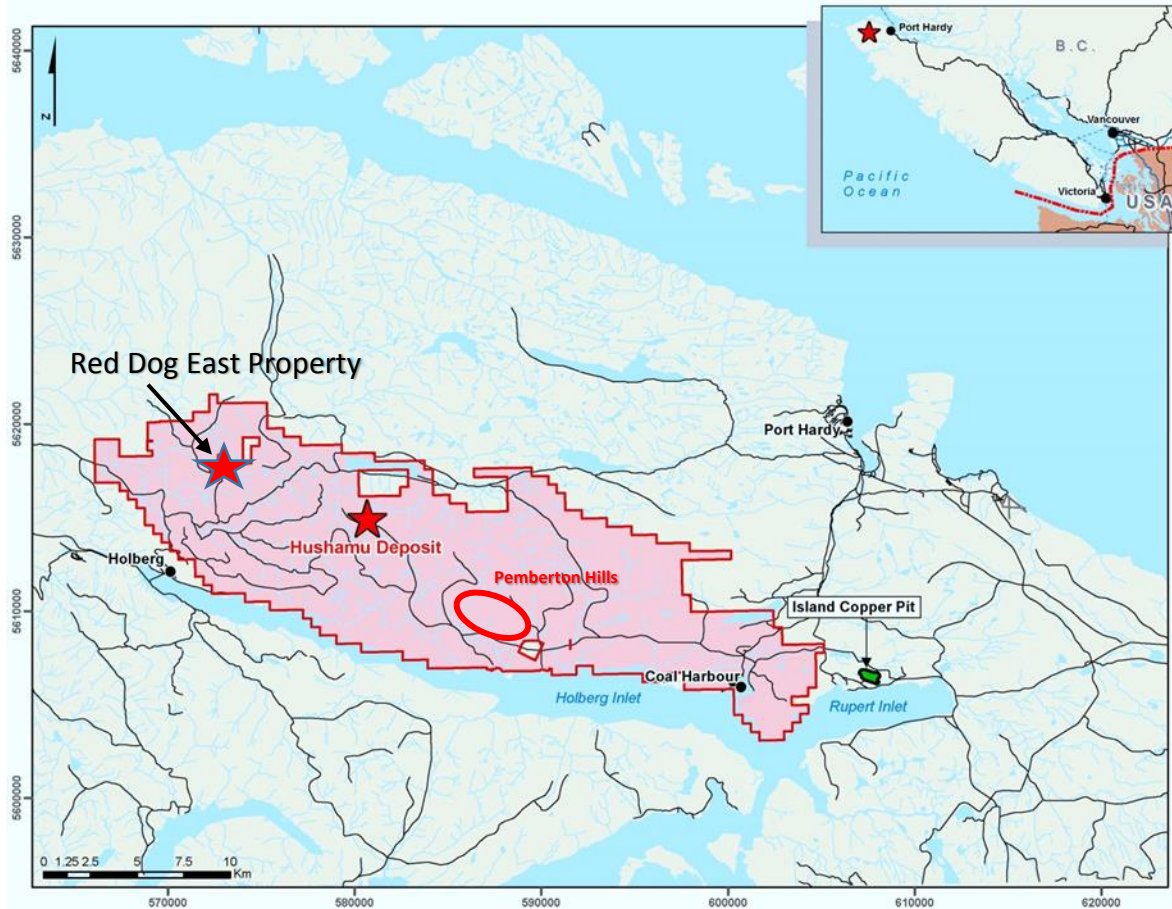 5640000
5630000
5620000
5610000
5600000
N
Port Hardy
B.C.
Vancouver
Pacific
Ocean
Victoria
USA
Red Dog East Property
Port Hardy
Hushamu Deposit
Holberg
Pemberton Hills
Island Copper Pit
Coal Harbour
Holberg Inlet
Rupert Inlet
0 1.25 2.5 5 7.5 10
Km
570000 580000 590000 600000 610000 620000